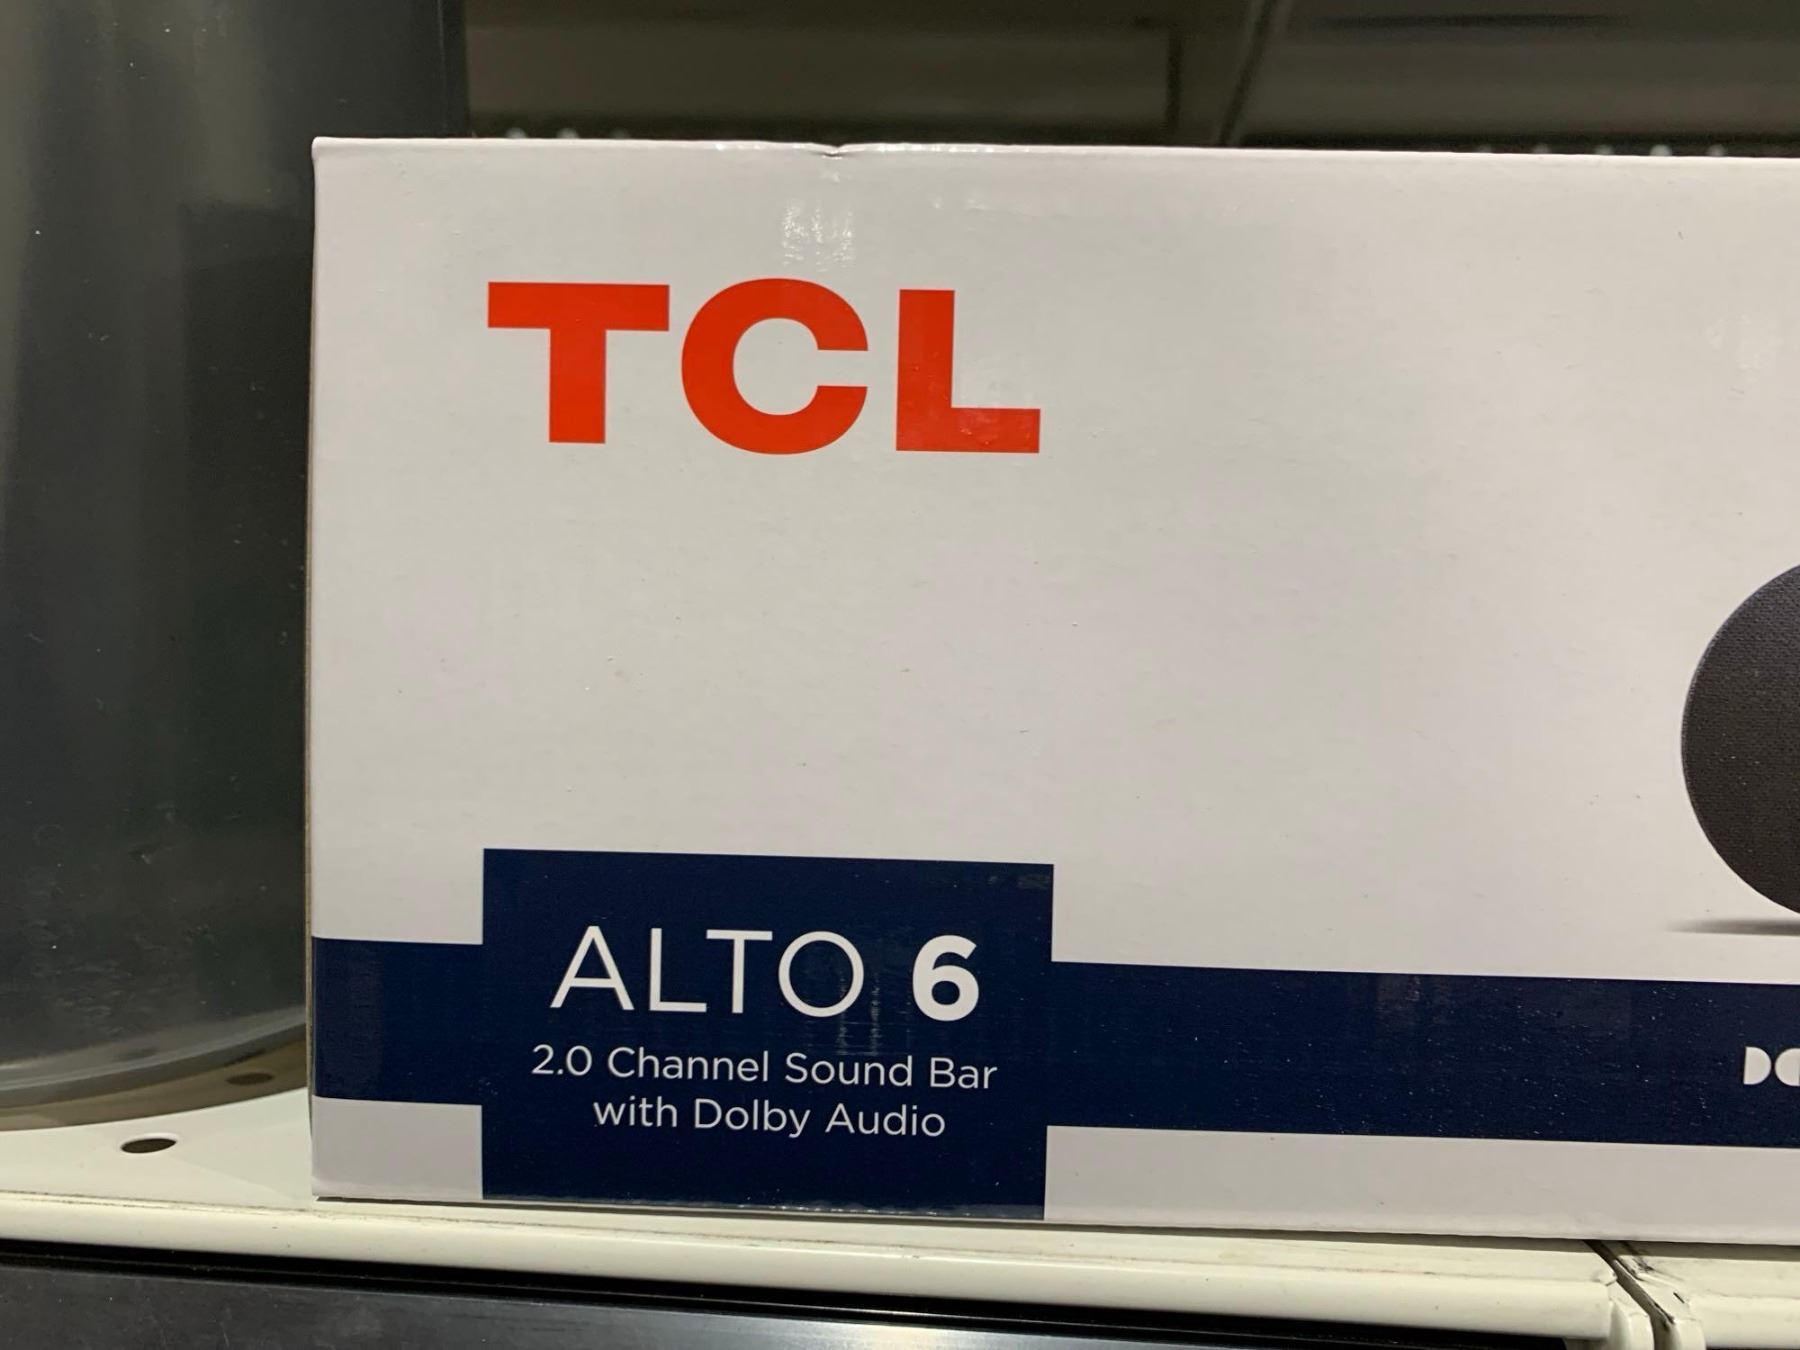 TCL
ALTO 6
2.0 Channel Sound Bar
with Dolby Audio